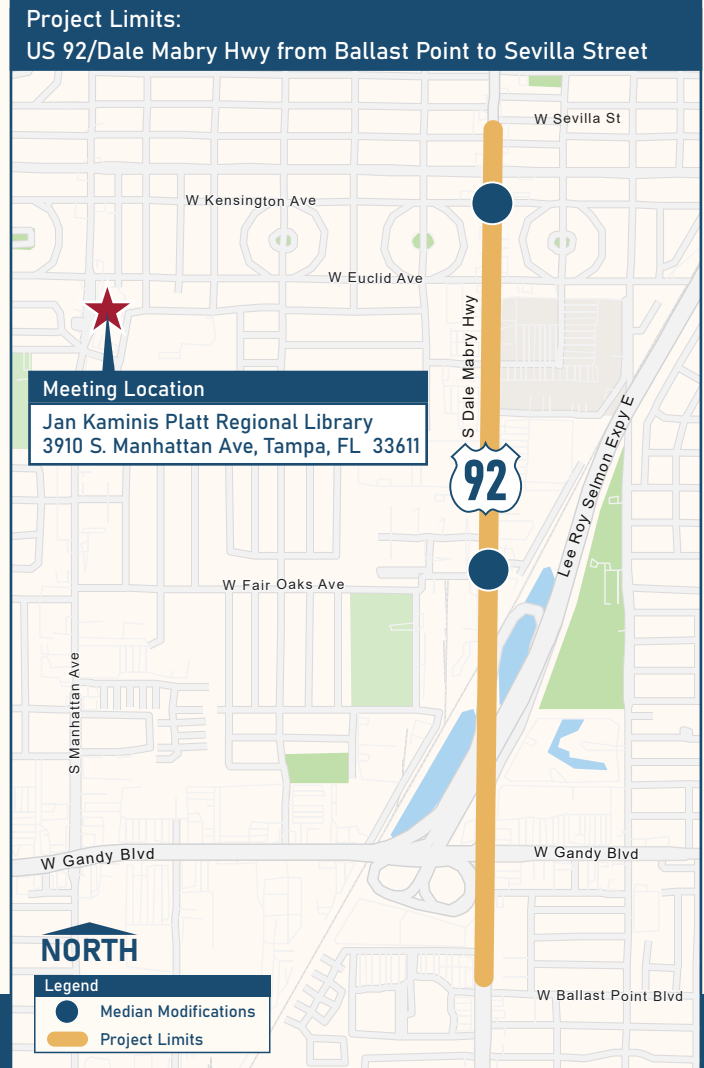 Project Limits:
US 92/Dale Mabry Hwy from Ballast Point to Sevilla Street
W Sevilla St
W Kensington Ave
W Euclid Ave
S Dale Mabry Hwy
Meeting Location
Jan Kaminis Platt Regional Library
3910 S. Manhattan Ave, Tampa, FL 33611
92
Lee Roy Selmon Expy E
W Fair Oaks Ave
S Manhattan Ave
W Gandy Blvd
W Gandy Blvd
NORTH
Legend
Median Modifications
Project Limits
W Ballast Point Blvd